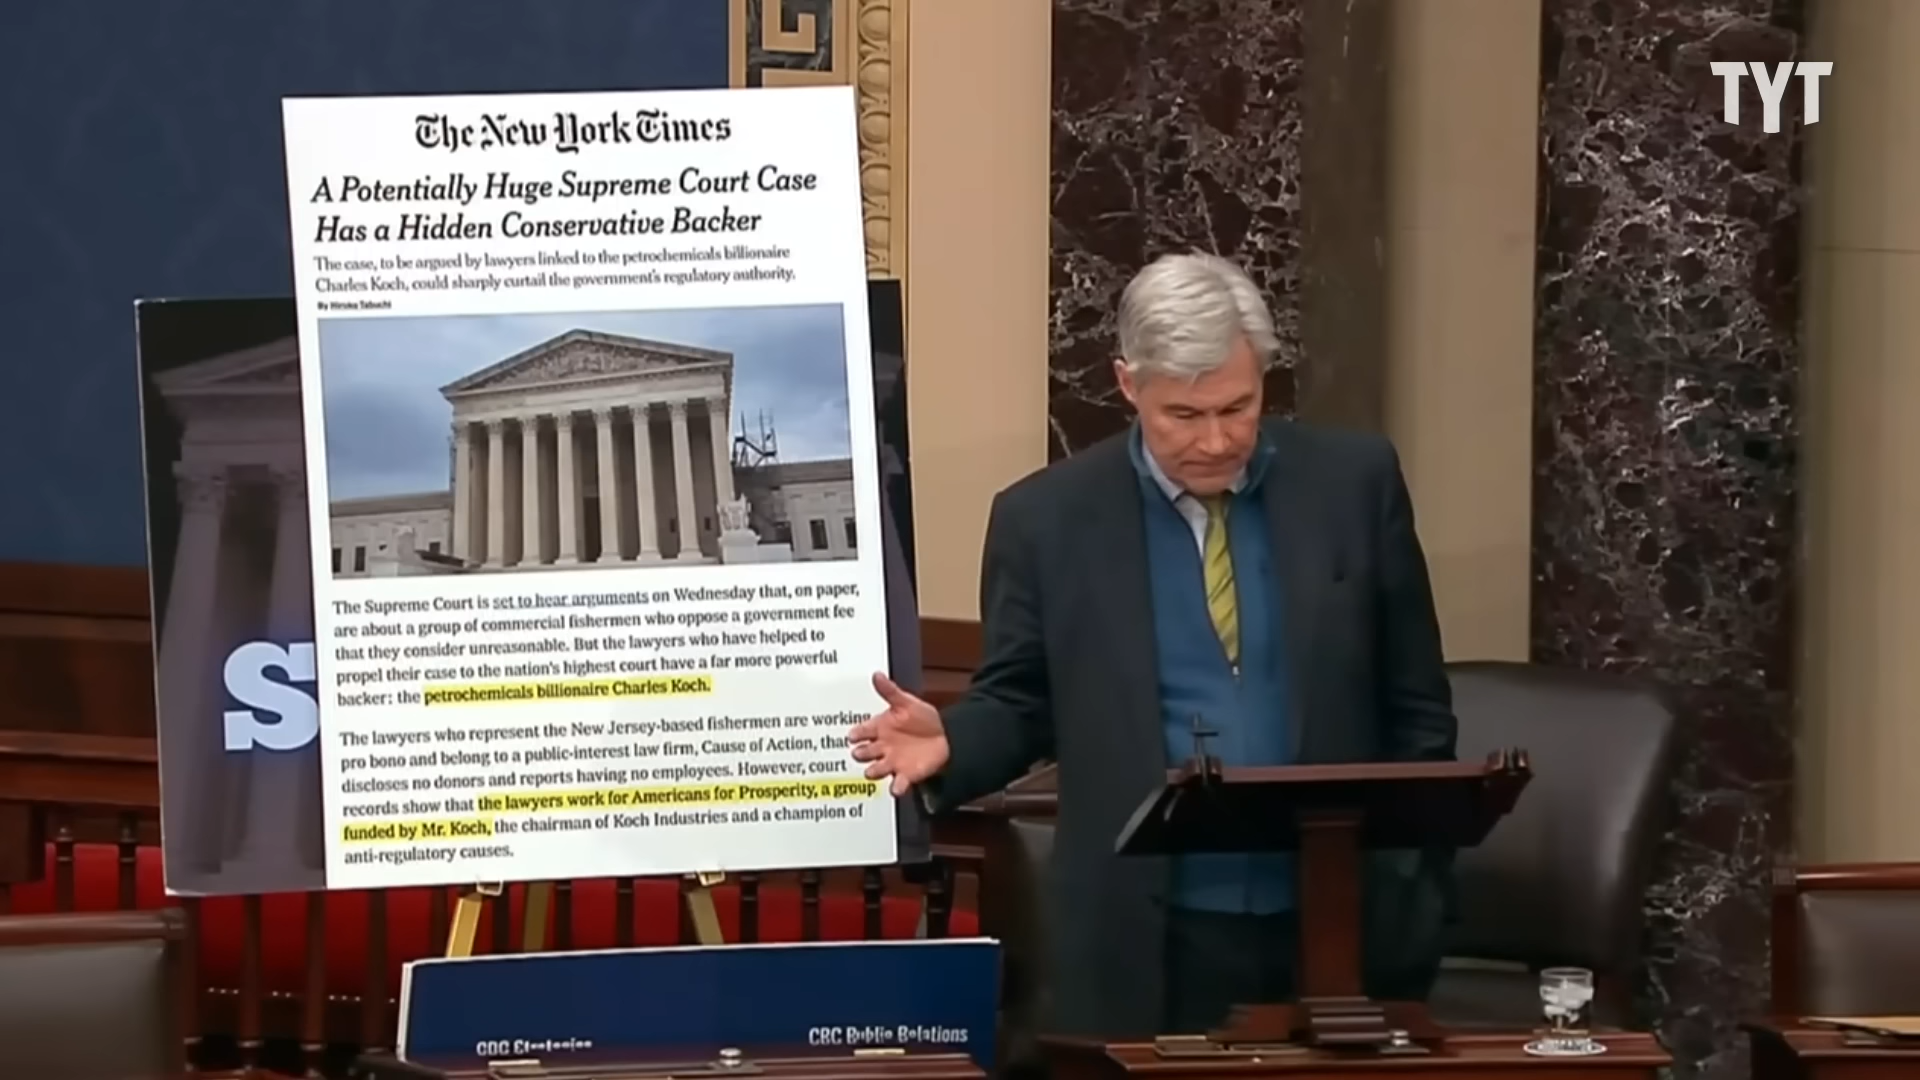 TYT
The New York Times
A Potentially Huge Supreme Court Case
Has a Hidden Conservative Backer
The case, to be argued by lawyers linked to the petrochemicals billionaire
Charles Koch, could sharply curtail the government's regulatory authority.
By Hiroko Tabuchi
The Supreme Court is set to hear arguments on Wednesday that, on paper,
are about a group of commercial fishermen who oppose a government fee
that they consider unreasonable. But the lawyers who have helped to
propel their case to the nation's highest court have a far more powerful
backer: the petrochemicals billionaire Charles Koch.
S
The lawyers who represent the New Jersey-based fishermen are working
pro bono and belong to a public-interest law firm, Cause of Action, that
discloses no donors and reports having no employees. However, court
records show that the lawyers work for Americans for Prosperity, a group
funded by Mr. Koch, the chairman of Koch Industries and a champion of
anti-regulatory causes.
CRC Public Relations